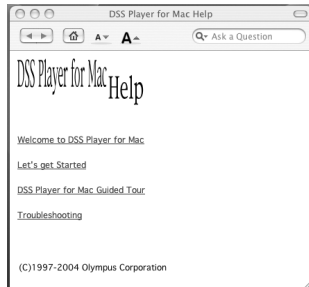 DSS Player for Mac Help
A A Ask a Question
DSS Player for Mac Help
Welcome to DSS Player for Mac
Let's get Started
DSS Player for Mac Guided Tour
Troubleshooting
(C)1997-2004 Olympus Corporation